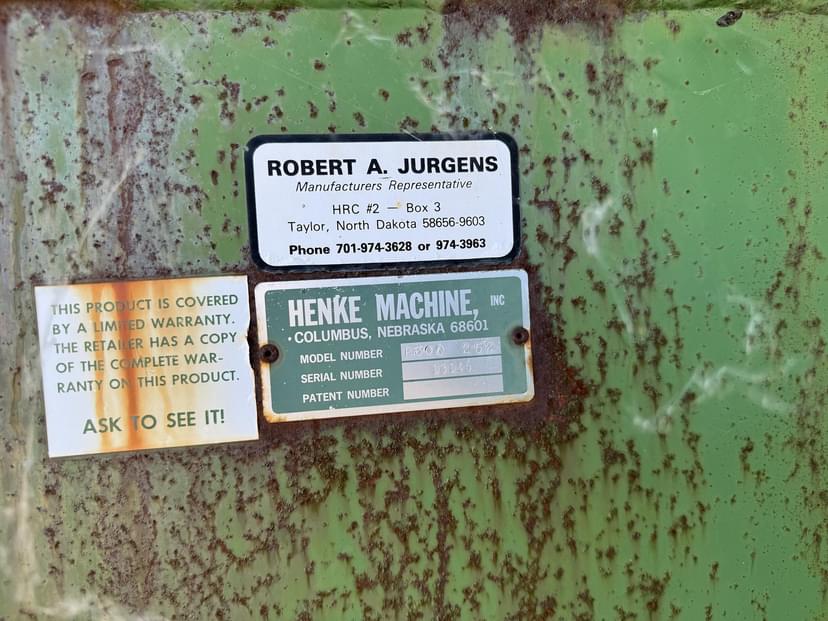 ROBERT A. JURGENS
Manufacturers Representative
HRC #2 — Box 3
Taylor, North Dakota 58656-9603
Phone 701-974-3628 or 974-3963
THIS PRODUCT IS COVERED
BY A LIMITED WARRANTY.
THE RETAILER HAS A COPY
OF THE COMPLETE WAR-
RANTY ON THIS PRODUCT.
ASK TO SEE IT!
HENKE MACHINE, INC
COLUMBUS, NEBRASKA 68601
MODEL NUMBER
SERIAL NUMBER
PATENT NUMBER